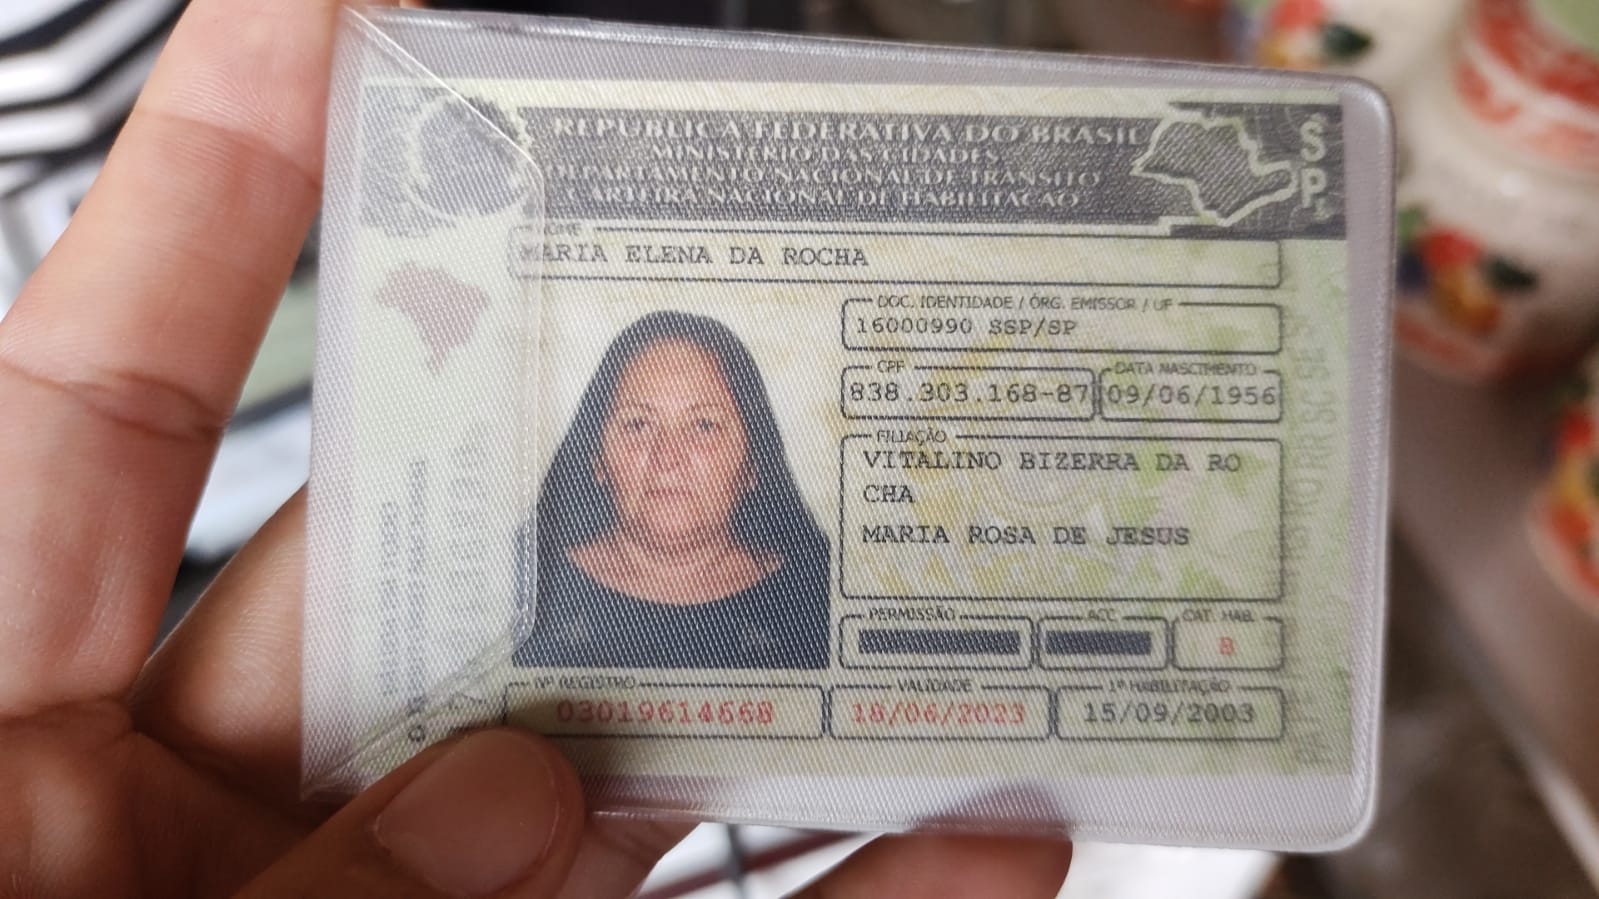 REPÚBLICA FEDERATIVA DO BRASIL
MINISTÉRIO DAS CIDADES
DEPARTAMENTO NACIONAL DE TRÂNSITO
CARTEIRA NACIONAL DE HABILITAÇÃO
SP
NOME
MARIA ELENA DA ROCHA
DOC. IDENTIDADE / ÓRG. EMISSOR / UF
16000990 SSP/SP
CPF
838.303.168-87
DATA NASCIMENTO
09/06/1956
FILIAÇÃO
VITALINO BIZERRA DA RO
CHA
MARIA ROSA DE JESUS
PERMISSÃO
ACC
CAT. HAB.
B
Nº REGISTRO
03019614668
VALIDADE
18/06/2023
1ª HABILITAÇÃO
15/09/2003